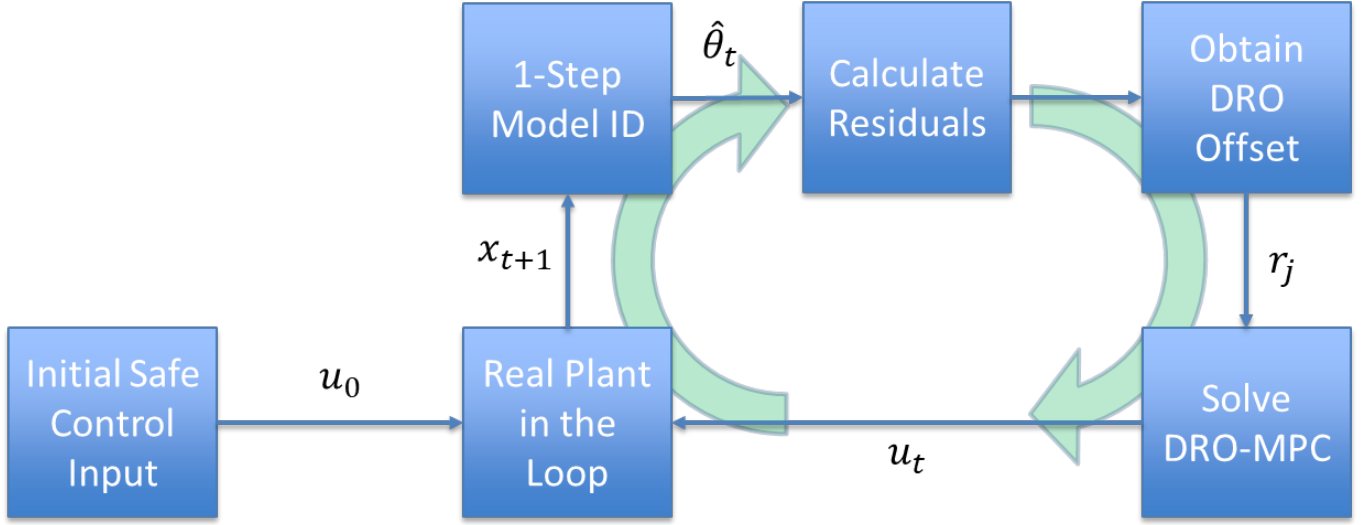 1-Step
Model ID
θ̂_t
Calculate
Residuals
Obtain
DRO
Offset
x_{t+1}
r_j
Initial Safe
Control
Input
u_0
Real Plant
in the
Loop
u_t
Solve
DRO-MPC